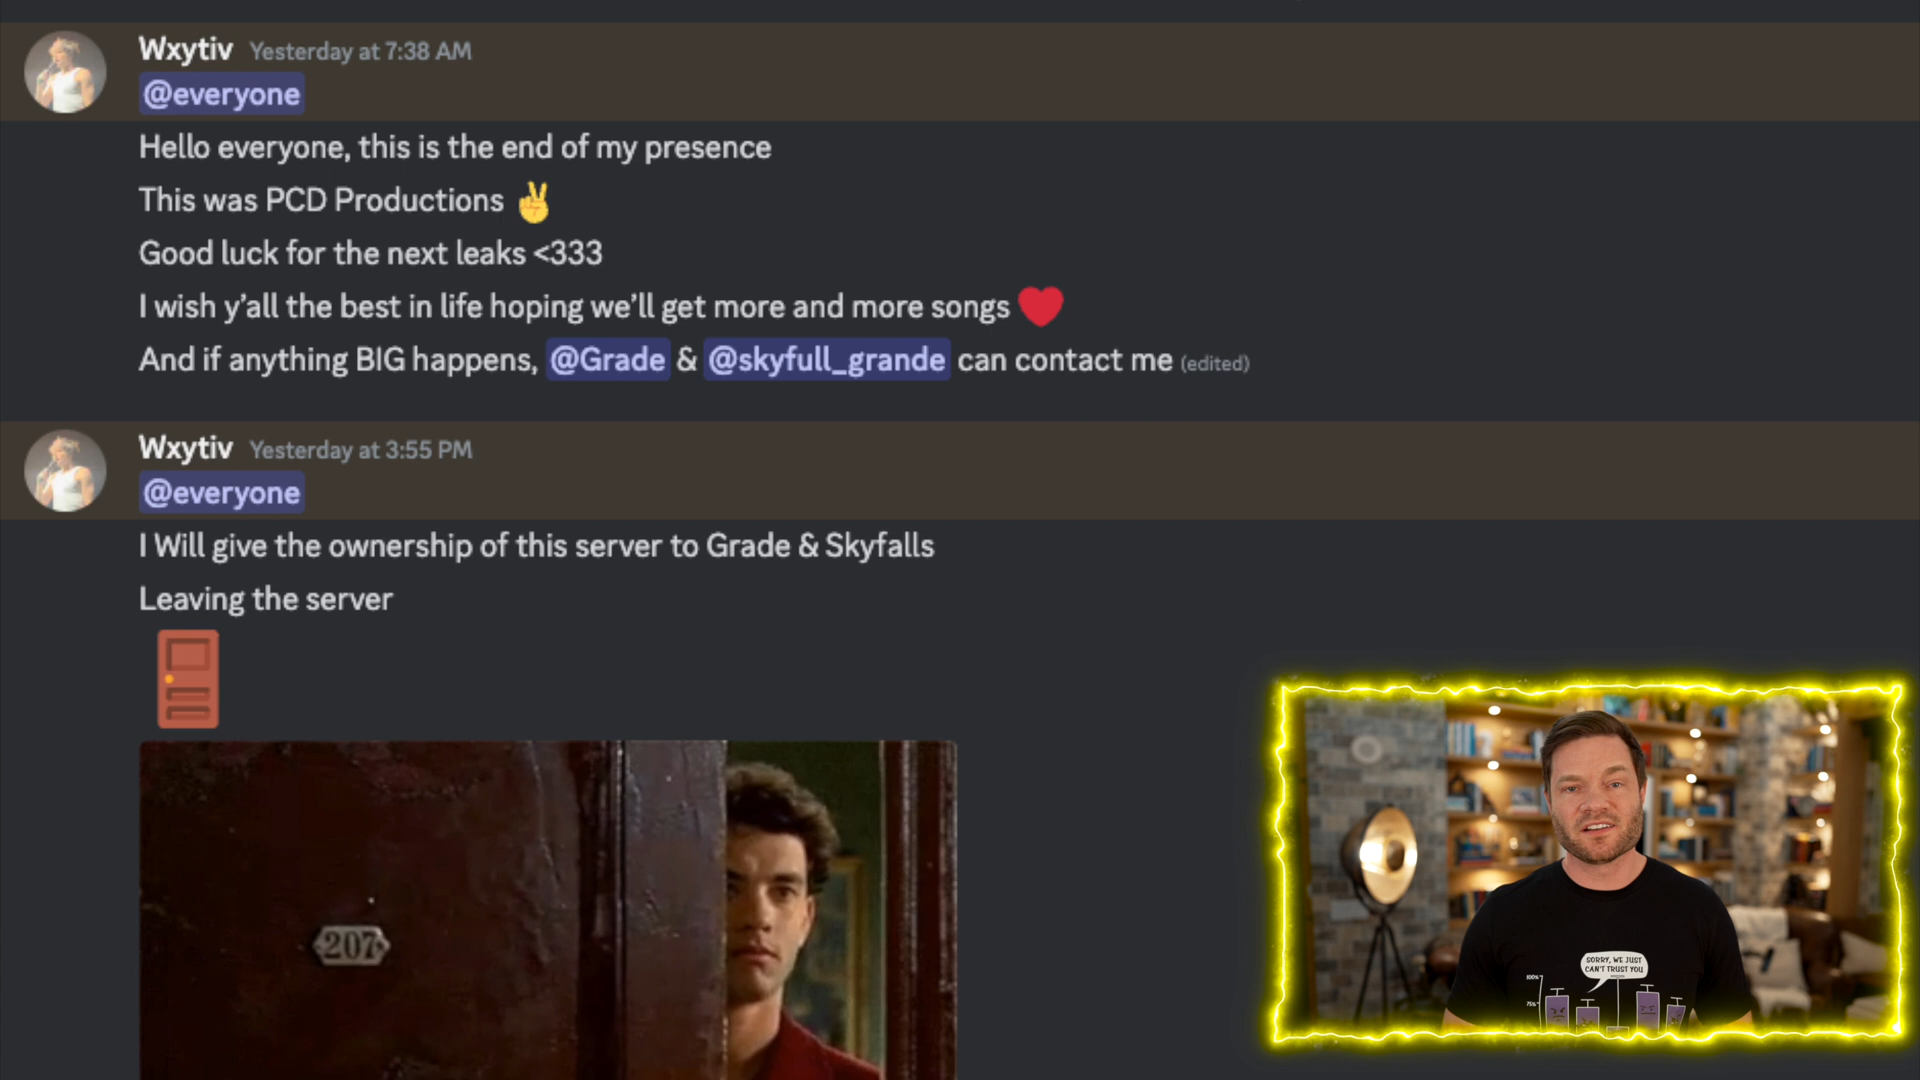 Wxytiv Yesterday at 7:38 AM
@everyone
Hello everyone, this is the end of my presence
This was PCD Productions ✌️
Good luck for the next leaks <333
I wish y’all the best in life hoping we’ll get more and more songs ❤️
And if anything BIG happens, @Grade & @skyfull_grande can contact me (edited)
Wxytiv Yesterday at 3:55 PM
@everyone
I Will give the ownership of this server to Grade & Skyfalls
Leaving the server
🚪
207
SORRY, WE JUST
CAN'T TRUST YOU
100%
75%